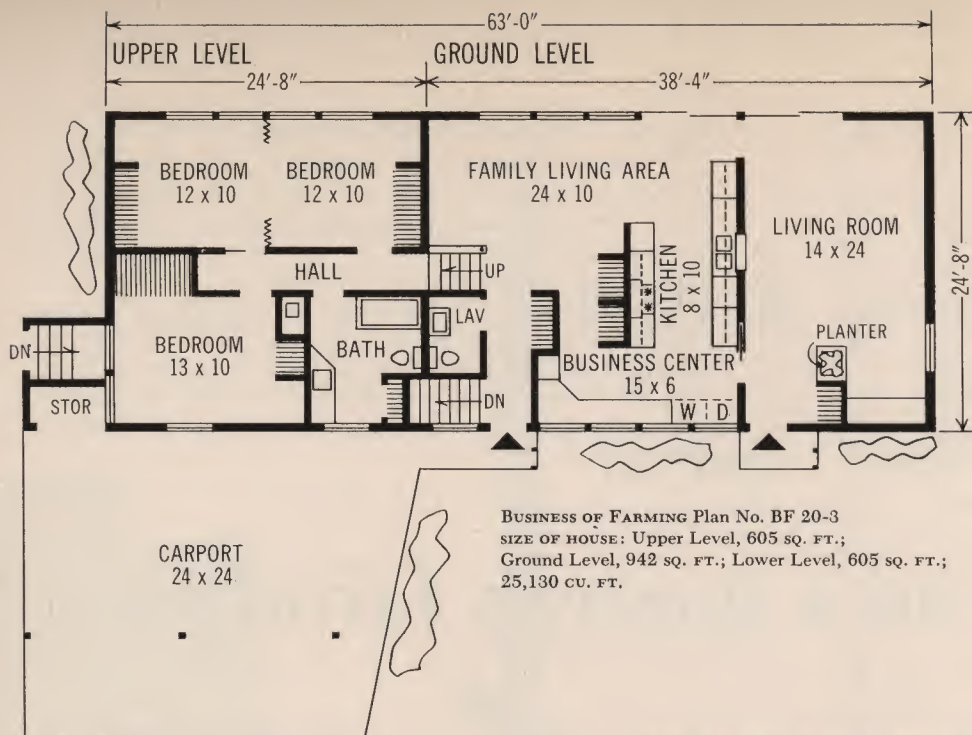 63'-0"
UPPER LEVEL
GROUND LEVEL
24'-8"
38'-4"
BEDROOM
12 x 10
BEDROOM
12 x 10
FAMILY LIVING AREA
24 x 10
LIVING ROOM
14 x 24
24'-8"
HALL
UP
KITCHEN
8 x 10
LAV
PLANTER
DN
BEDROOM
13 x 10
BATH
BUSINESS CENTER
15 x 6
STOR
DN
W D
CARPORT
24 x 24
BUSINESS OF FARMING Plan No. BF 20-3
SIZE OF HOUSE: Upper Level, 605 SQ. FT.;
Ground Level, 942 SQ. FT.; Lower Level, 605 SQ. FT.;
25,130 CU. FT.